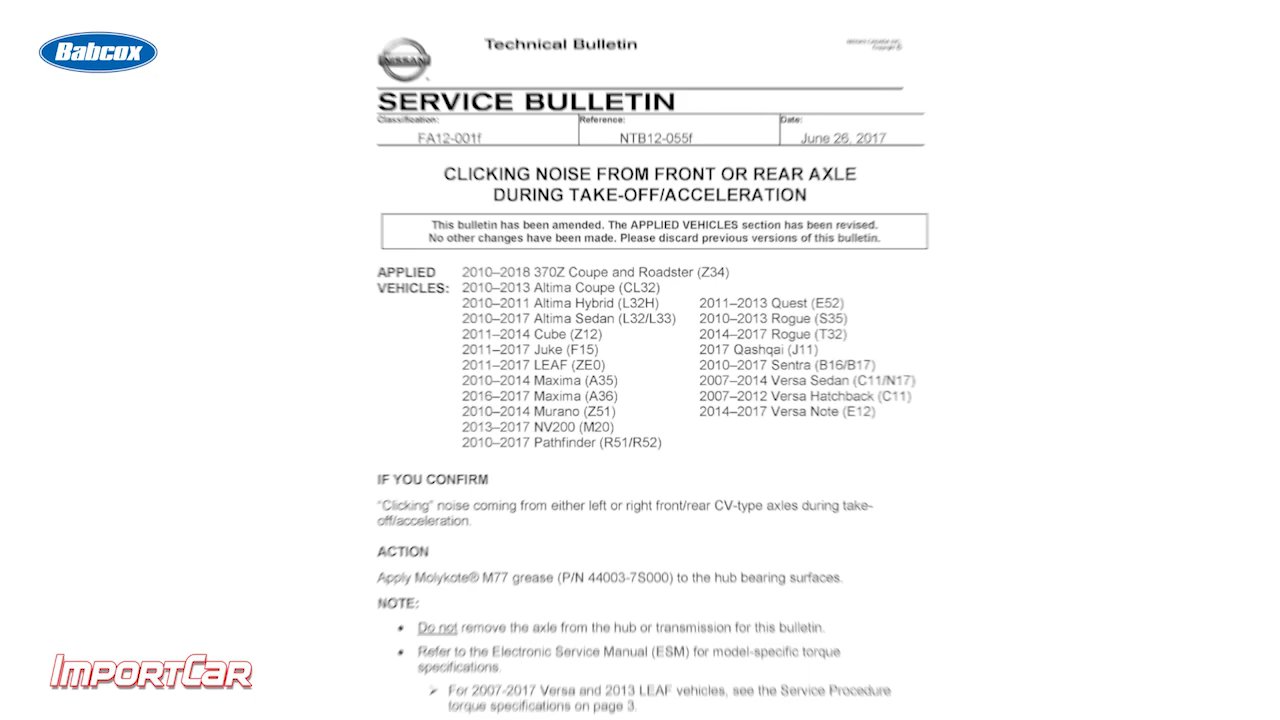 Babcox
Technical Bulletin
NISSAN
SERVICE BULLETIN
Classification: Reference: Date:
FA12-001f NTB12-055f June 26, 2017
CLICKING NOISE FROM FRONT OR REAR AXLE
DURING TAKE-OFF/ACCELERATION
This bulletin has been amended. The APPLIED VEHICLES section has been revised.
No other changes have been made. Please discard previous versions of this bulletin.
APPLIED 2010–2018 370Z Coupe and Roadster (Z34)
VEHICLES: 2010–2013 Altima Coupe (CL32)
2010–2011 Altima Hybrid (L32H) 2011–2013 Quest (E52)
2010–2017 Altima Sedan (L32/L33) 2010–2013 Rogue (S35)
2011–2014 Cube (Z12) 2014–2017 Rogue (T32)
2011–2017 Juke (F15) 2017 Qashqai (J11)
2011–2017 LEAF (ZE0) 2010–2017 Sentra (B16/B17)
2010–2014 Maxima (A35) 2007–2014 Versa Sedan (C11/N17)
2016–2017 Maxima (A36) 2007–2012 Versa Hatchback (C11)
2010–2014 Murano (Z51) 2014–2017 Versa Note (E12)
2013–2017 NV200 (M20)
2010–2017 Pathfinder (R51/R52)
IF YOU CONFIRM
"Clicking" noise coming from either left or right front/rear CV-type axles during take-
off/acceleration.
ACTION
Apply Molykote® M77 grease (P/N 44003-7S000) to the hub bearing surfaces.
NOTE:
• Do not remove the axle from the hub or transmission for this bulletin.
• Refer to the Electronic Service Manual (ESM) for model-specific torque
specifications.
➢ For 2007-2017 Versa and 2013 LEAF vehicles, see the Service Procedure
torque specifications on page 3.
IMPORTCAR